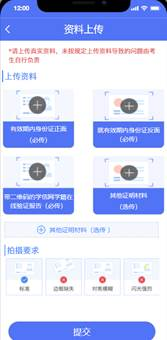 12:00
资料上传
*请上传真实资料，未按规定上传资料导致的问题由考
生自行负责
上传资料
有效期内身份证正面
（必传）
既有效期内身份证反面
（必传）
带二维码的学信网学籍在
线验证报告（必传）
其他证明材料
（选传）
其他证明材料（选传）
拍摄要求
标准
边框缺失
对焦模糊
闪光强烈
提交